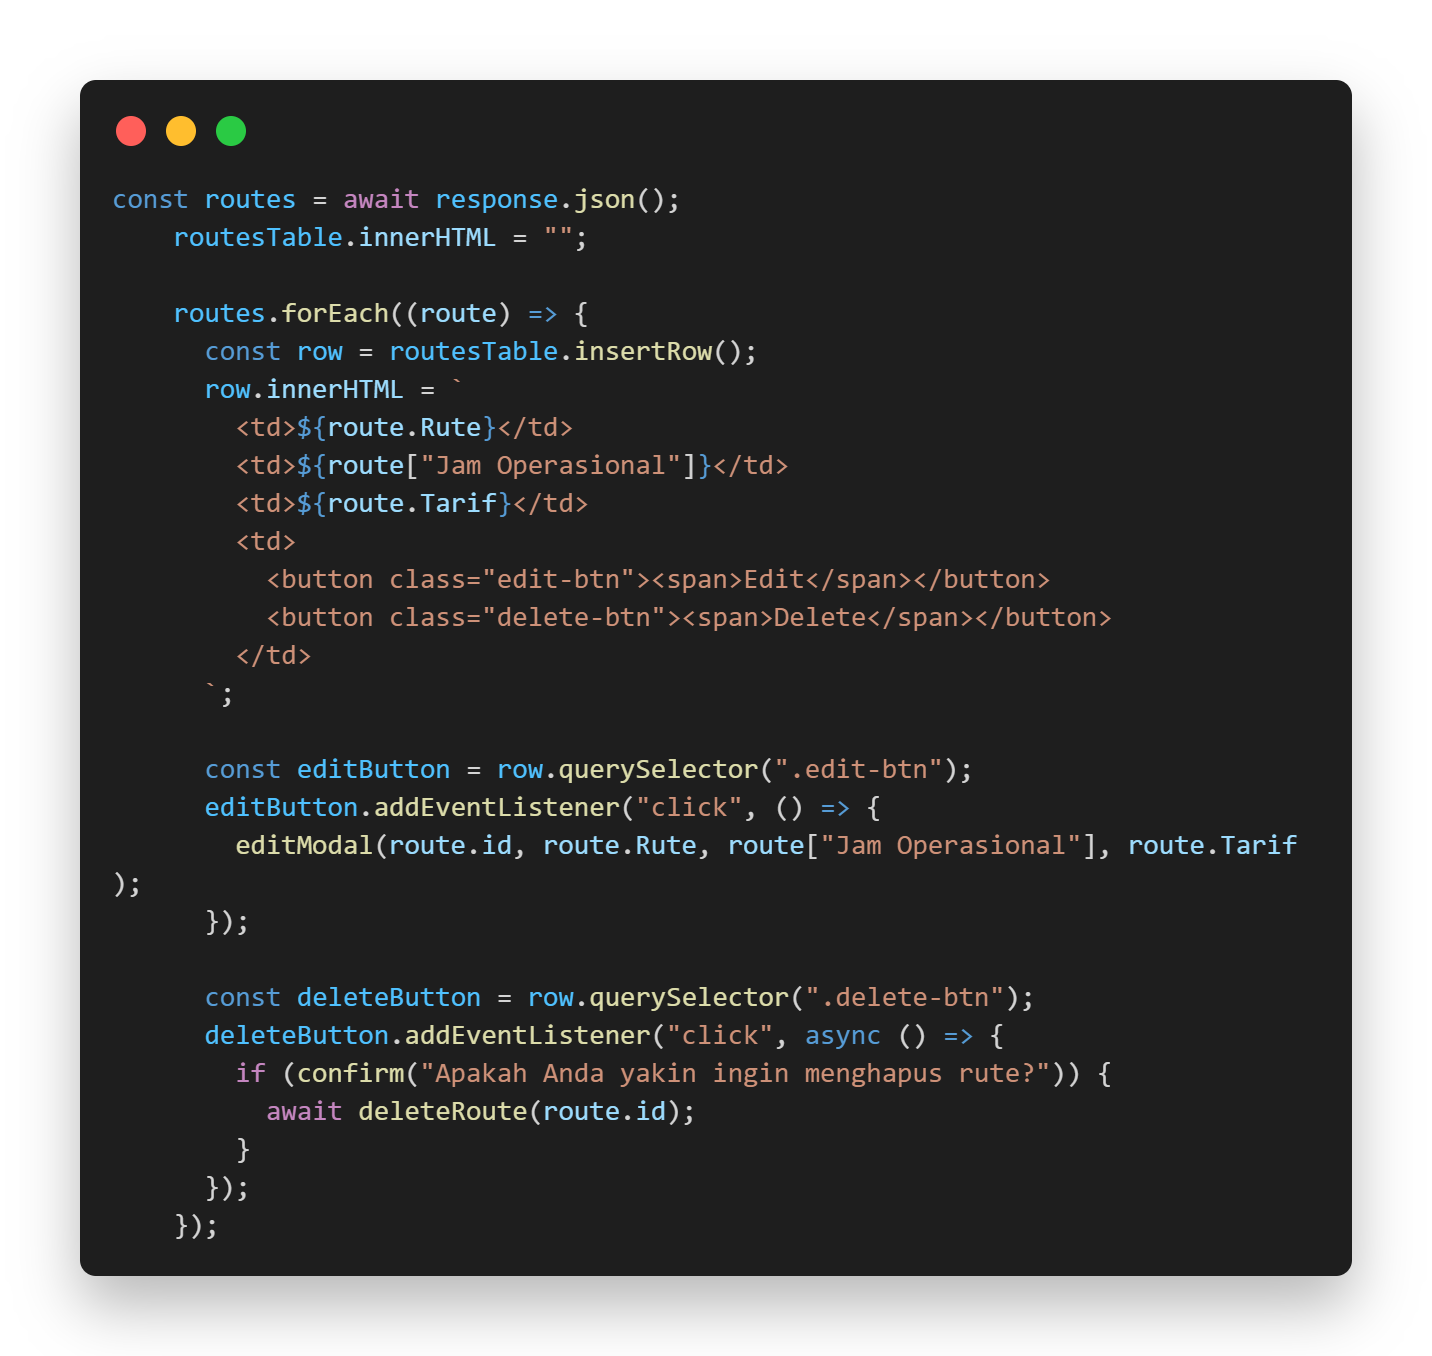 const routes = await response.json();
    routesTable.innerHTML = "";

    routes.forEach((route) => {
      const row = routesTable.insertRow();
      row.innerHTML = `
        <td>${route.Rute}</td>
        <td>${route["Jam Operasional"]}</td>
        <td>${route.Tarif}</td>
        <td>
          <button class="edit-btn"><span>Edit</span></button>
          <button class="delete-btn"><span>Delete</span></button>
        </td>
      `;

      const editButton = row.querySelector(".edit-btn");
      editButton.addEventListener("click", () => {
        editModal(route.id, route.Rute, route["Jam Operasional"], route.Tarif
);
      });

      const deleteButton = row.querySelector(".delete-btn");
      deleteButton.addEventListener("click", async () => {
        if (confirm("Apakah Anda yakin ingin menghapus rute?")) {
          await deleteRoute(route.id);
        }
      });
    });